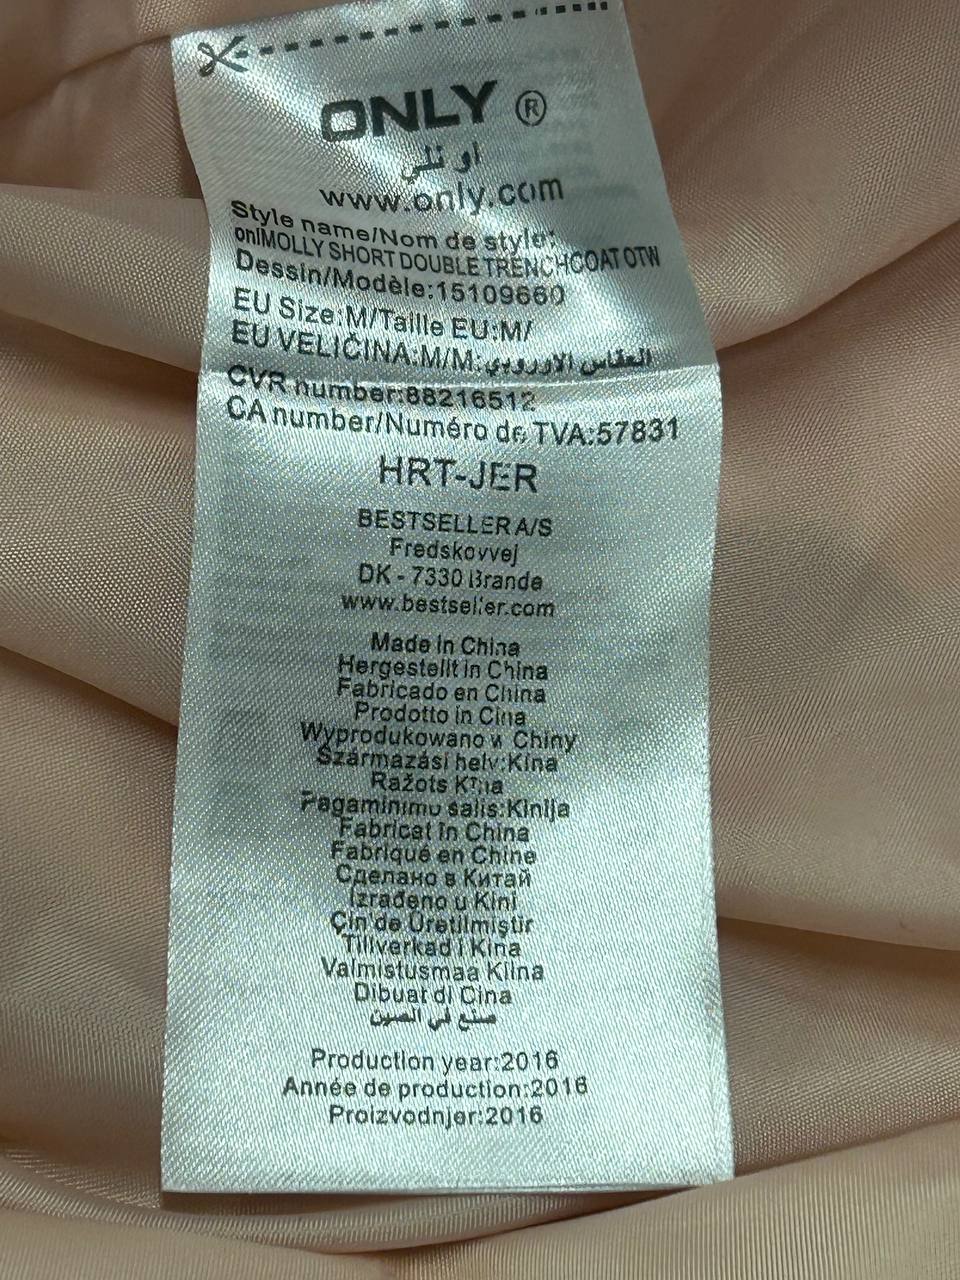 ONLY ®
اونلي
www.only.com
Style name/Nom de style:
onlMOLLY SHORT DOUBLE TRENCHCOAT OTW
Dessin/Modèle:15109660
EU Size:M/Taille EU:M/
EU VELIČINA:M/M:المقاس الاوروبي
CVR number:88216512
CA number/Numéro de TVA:57831
HRT-JER
BESTSELLER A/S
Fredskovvej
DK - 7330 Brande
www.bestseller.com
Made in China
Hergestellt in China
Fabricado en China
Prodotto in Cina
Wyprodukowano w Chiny
Származási hely:Kína
Ražots Ķīna
Pagaminimo šalis:Kinija
Fabricat în China
Fabriqué en Chine
Сделано в Китай
Izrađeno u Kini
Çin'de Üretilmiştir
Tillverkad i Kina
Valmistusmaa Kiina
Dibuat di Cina
صنع في الصين
Production year:2016
Année de production:2016
Proizvodnjer:2016